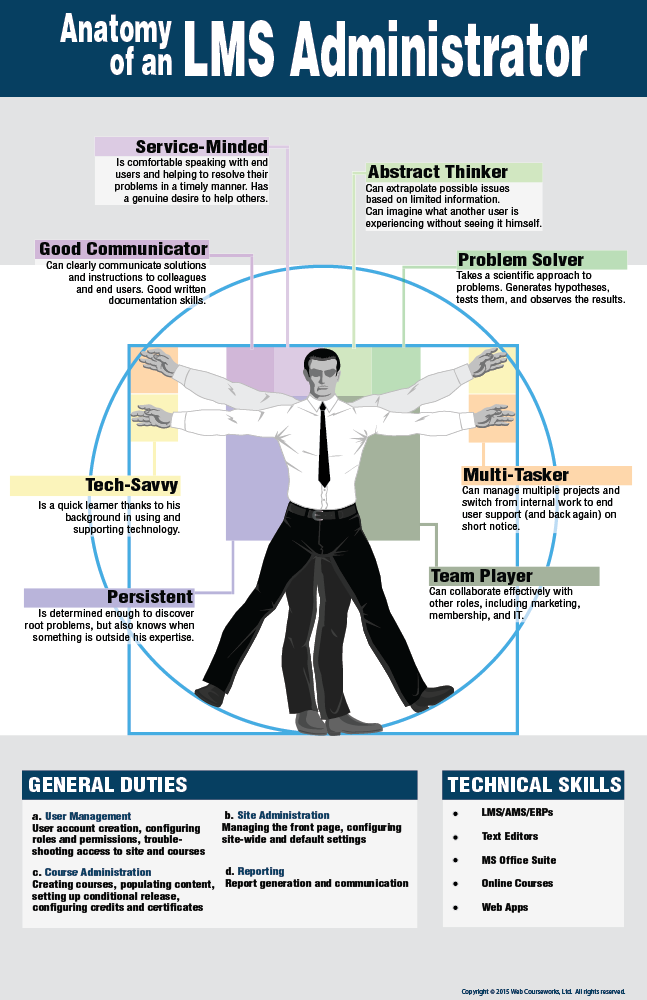 Anatomy
of an LMS Administrator
Service-Minded
Is comfortable speaking with end
users and helping to resolve their
problems in a timely manner. Has
a genuine desire to help others.
Abstract Thinker
Can extrapolate possible issues
based on limited information.
Can imagine what another user is
experiencing without seeing it himself.
Good Communicator
Can clearly communicate solutions
and instructions to colleagues
and end users. Good written
documentation skills.
Problem Solver
Takes a scientific approach to
problems. Generates hypotheses,
tests them, and observes the results.
Tech-Savvy
Is a quick learner thanks to his
background in using and
supporting technology.
Multi-Tasker
Can manage multiple projects and
switch from internal work to end
user support (and back again) on
short notice.
Persistent
Is determined enough to discover
root problems, but also knows when
something is outside his expertise.
Team Player
Can collaborate effectively with
other roles, including marketing,
membership, and IT.
GENERAL DUTIES
a. User Management
User account creation, configuring
roles and permissions, trouble-
shooting access to site and courses
b. Site Administration
Managing the front page, configuring
site-wide and default settings
c. Course Administration
Creating courses, populating content,
setting up conditional release,
configuring credits and certificates
d. Reporting
Report generation and communication
TECHNICAL SKILLS
• LMS/AMS/ERPs
• Text Editors
• MS Office Suite
• Online Courses
• Web Apps
Copyright © 2015 Web Courseworks, Ltd. All rights reserved.